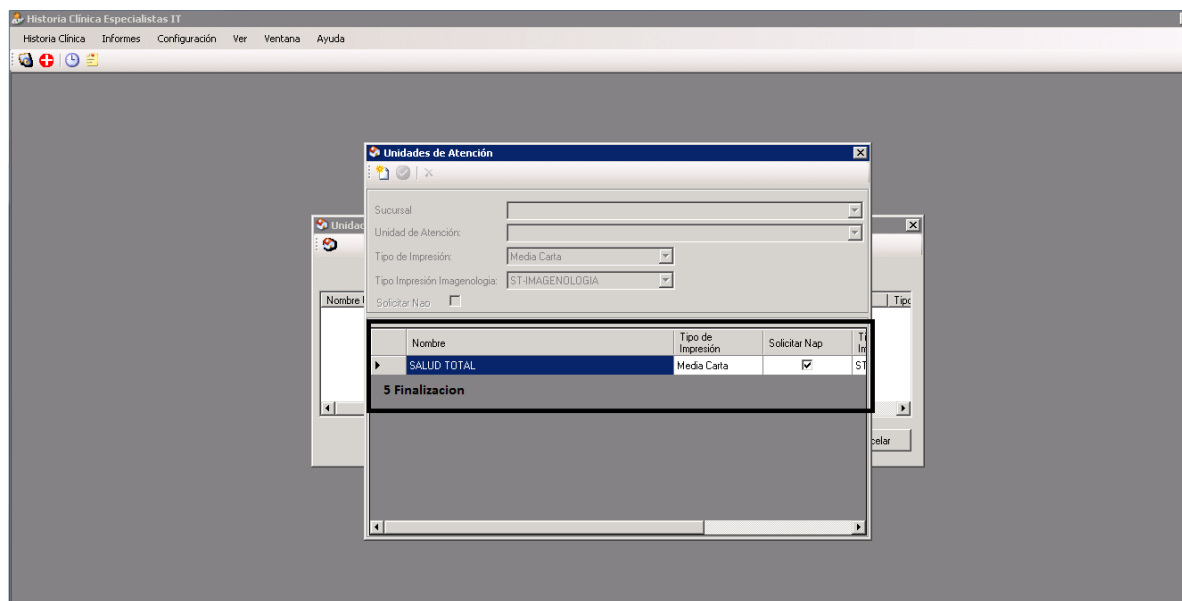 Historia Clínica Especialistas IT
Historia Clínica Informes Configuración Ver Ventana Ayuda
Unidades de Atención
Sucursal
Unidad de Atención:
Tipo de Impresión: Media Carta
Tipo Impresión Imagenologia: ST-IMAGENOLOGIA
Solicitar Nap
Unidad
Nombre
Tipo
Nombre Tipo de Impresión Solicitar Nap
SALUD TOTAL Media Carta ST
5 Finalizacion
celar